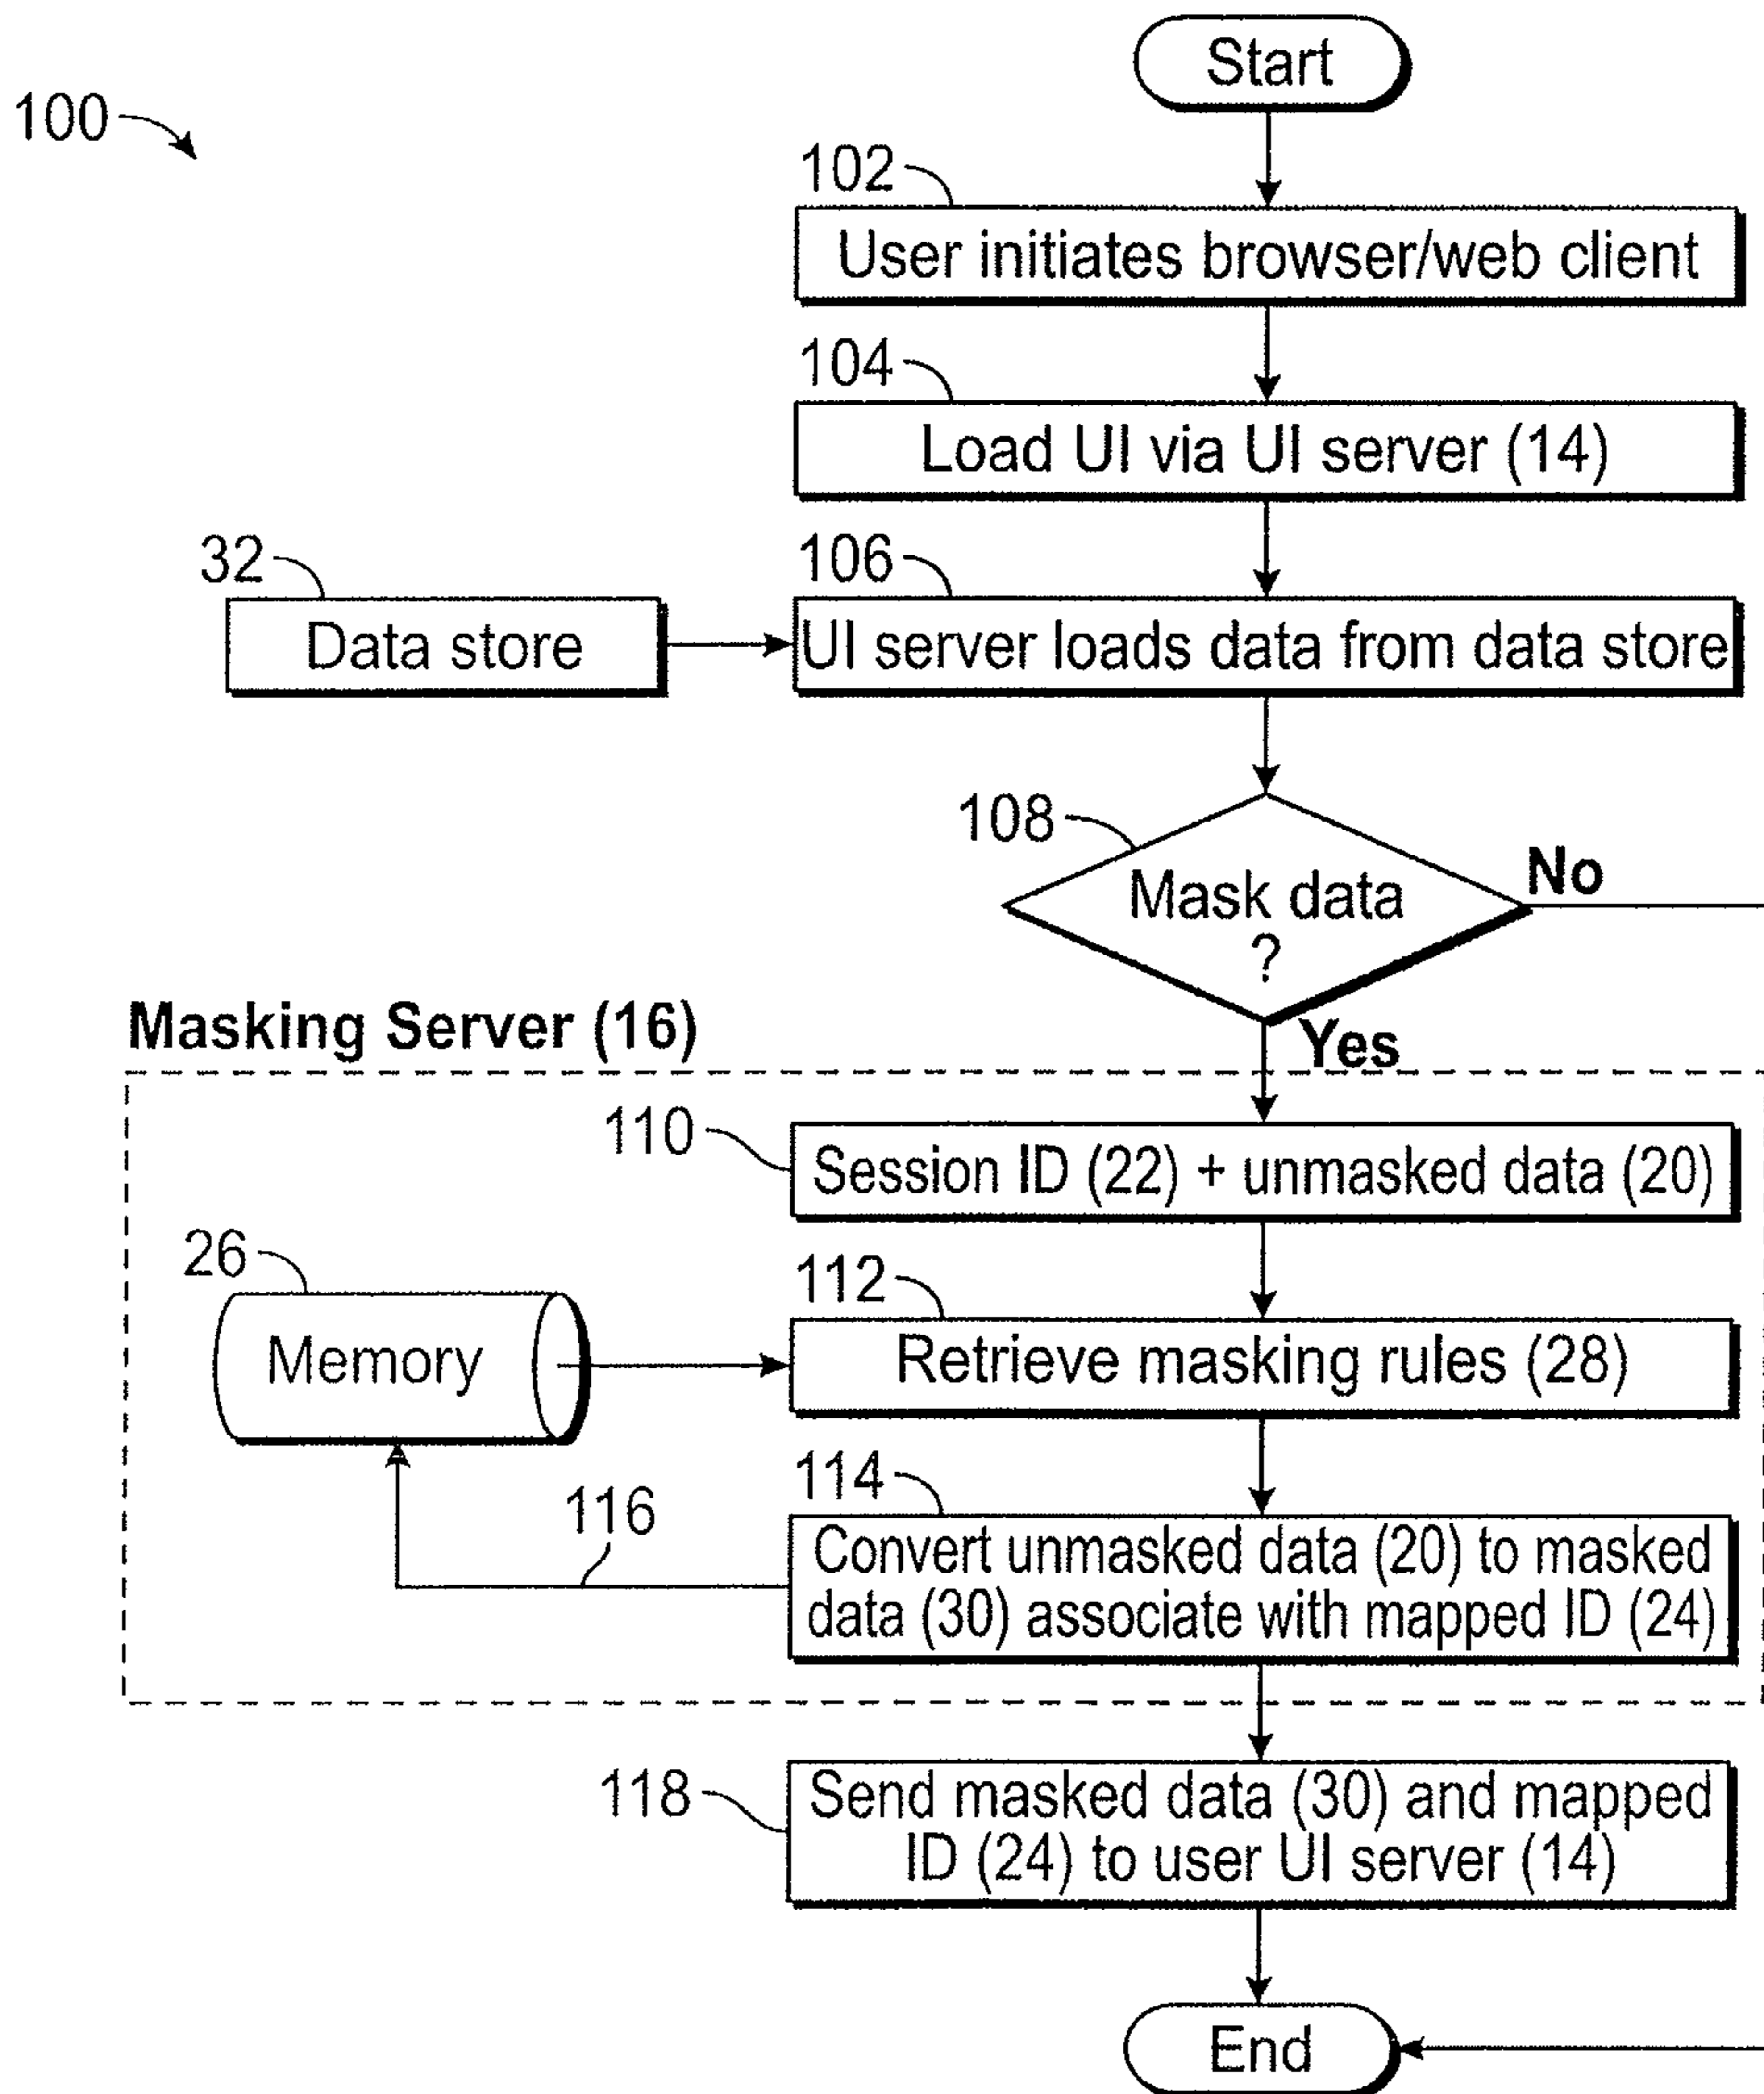 Start
100
102
User initiates browser/web client
104
Load UI via UI server (14)
32
106
Data store
UI server loads data from data store
108
Mask data
?
No
Masking Server (16)
Yes
110
Session ID (22) + unmasked data (20)
26
112
Memory
Retrieve masking rules (28)
114
116
Convert unmasked data (20) to masked
data (30) associate with mapped ID (24)
118
Send masked data (30) and mapped
ID (24) to user UI server (14)
End